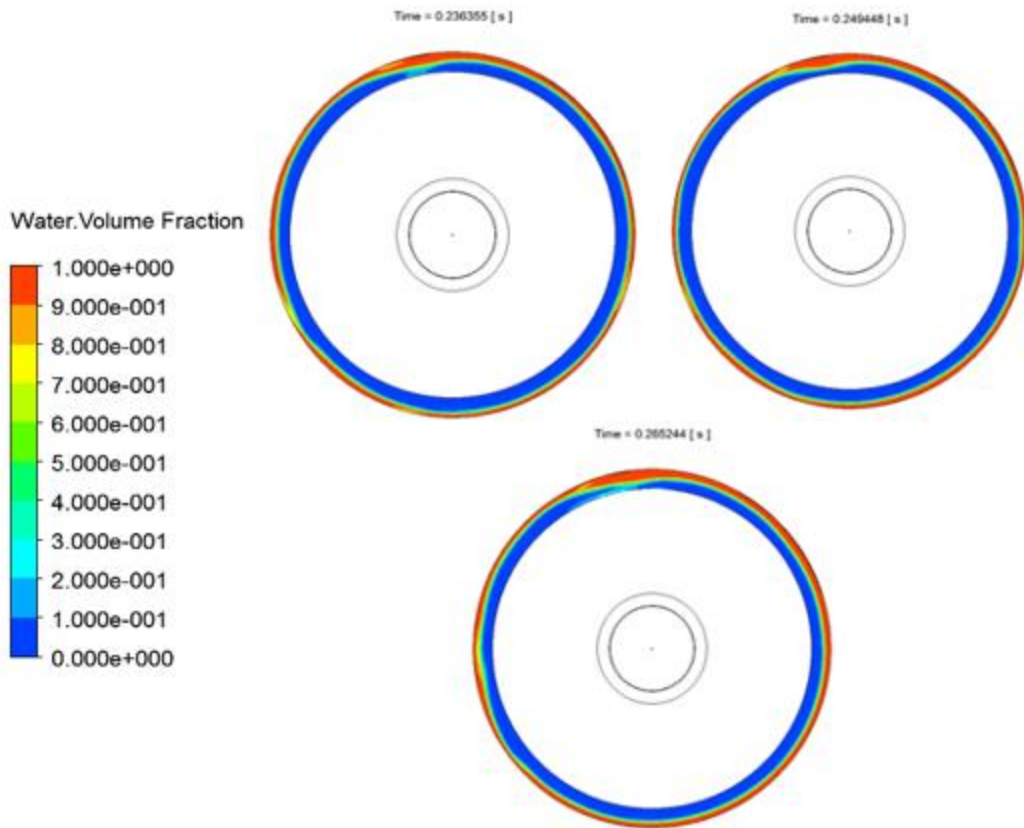 Time = 0.236355 [ s ]
Time = 0.249448 [ s ]
Water.Volume Fraction
1.000e+000
9.000e-001
8.000e-001
7.000e-001
6.000e-001
5.000e-001
4.000e-001
3.000e-001
2.000e-001
1.000e-001
0.000e+000
Time = 0.265244 [ s ]